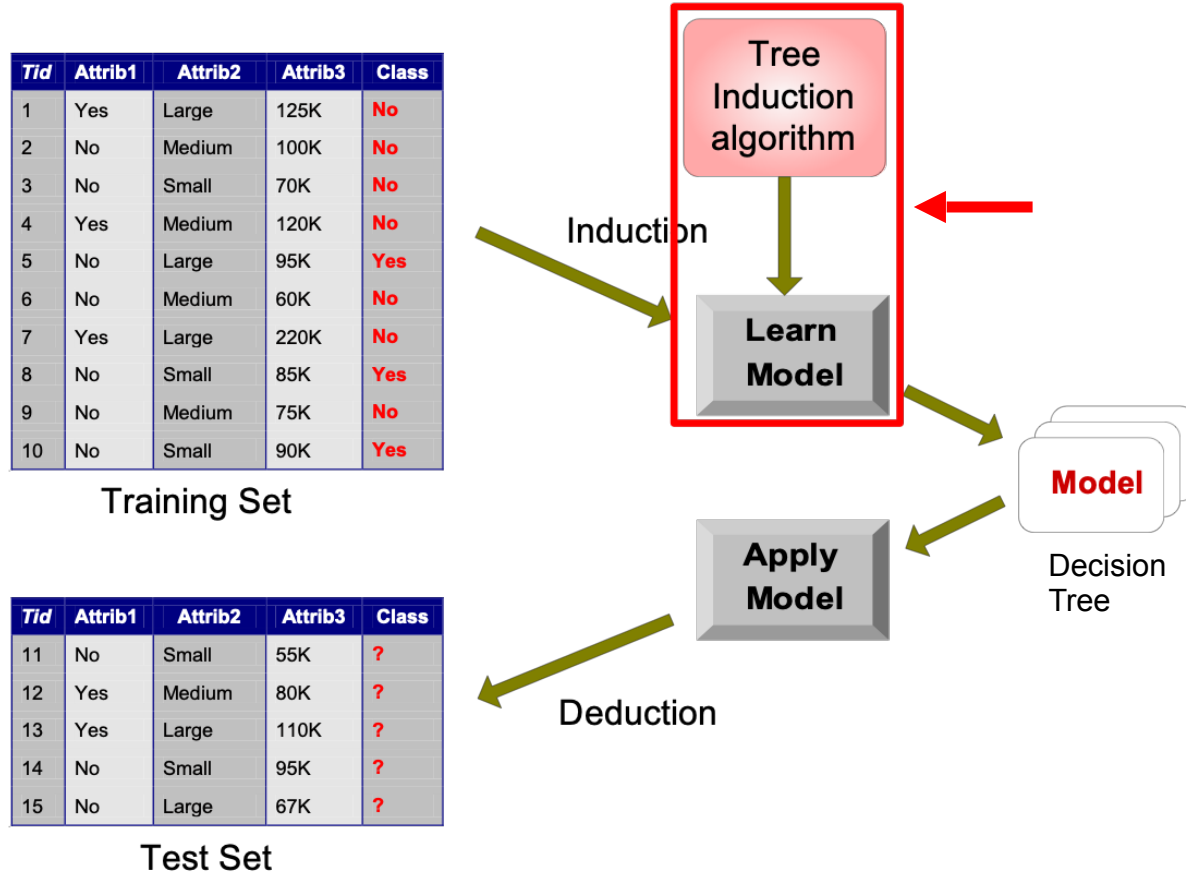 Tid Attrib1 Attrib2 Attrib3 Class
1 Yes Large 125K No
2 No Medium 100K No
3 No Small 70K No
4 Yes Medium 120K No
5 No Large 95K Yes
6 No Medium 60K No
7 Yes Large 220K No
8 No Small 85K Yes
9 No Medium 75K No
10 No Small 90K Yes
Training Set
Tree
Induction
algorithm
Induction
Learn
Model
Model
Decision
Tree
Apply
Model
Deduction
Tid Attrib1 Attrib2 Attrib3 Class
11 No Small 55K ?
12 Yes Medium 80K ?
13 Yes Large 110K ?
14 No Small 95K ?
15 No Large 67K ?
Test Set